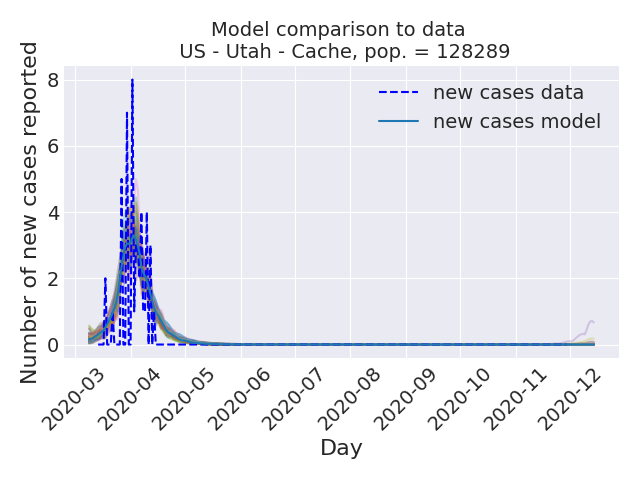 Model comparison to data
US - Utah - Cache, pop. = 128289
Number of new cases reported
8
6
4
2
0
new cases data
new cases model
2020-03
2020-04
2020-05
2020-06
2020-07
2020-08
2020-09
2020-10
2020-11
2020-12
Day